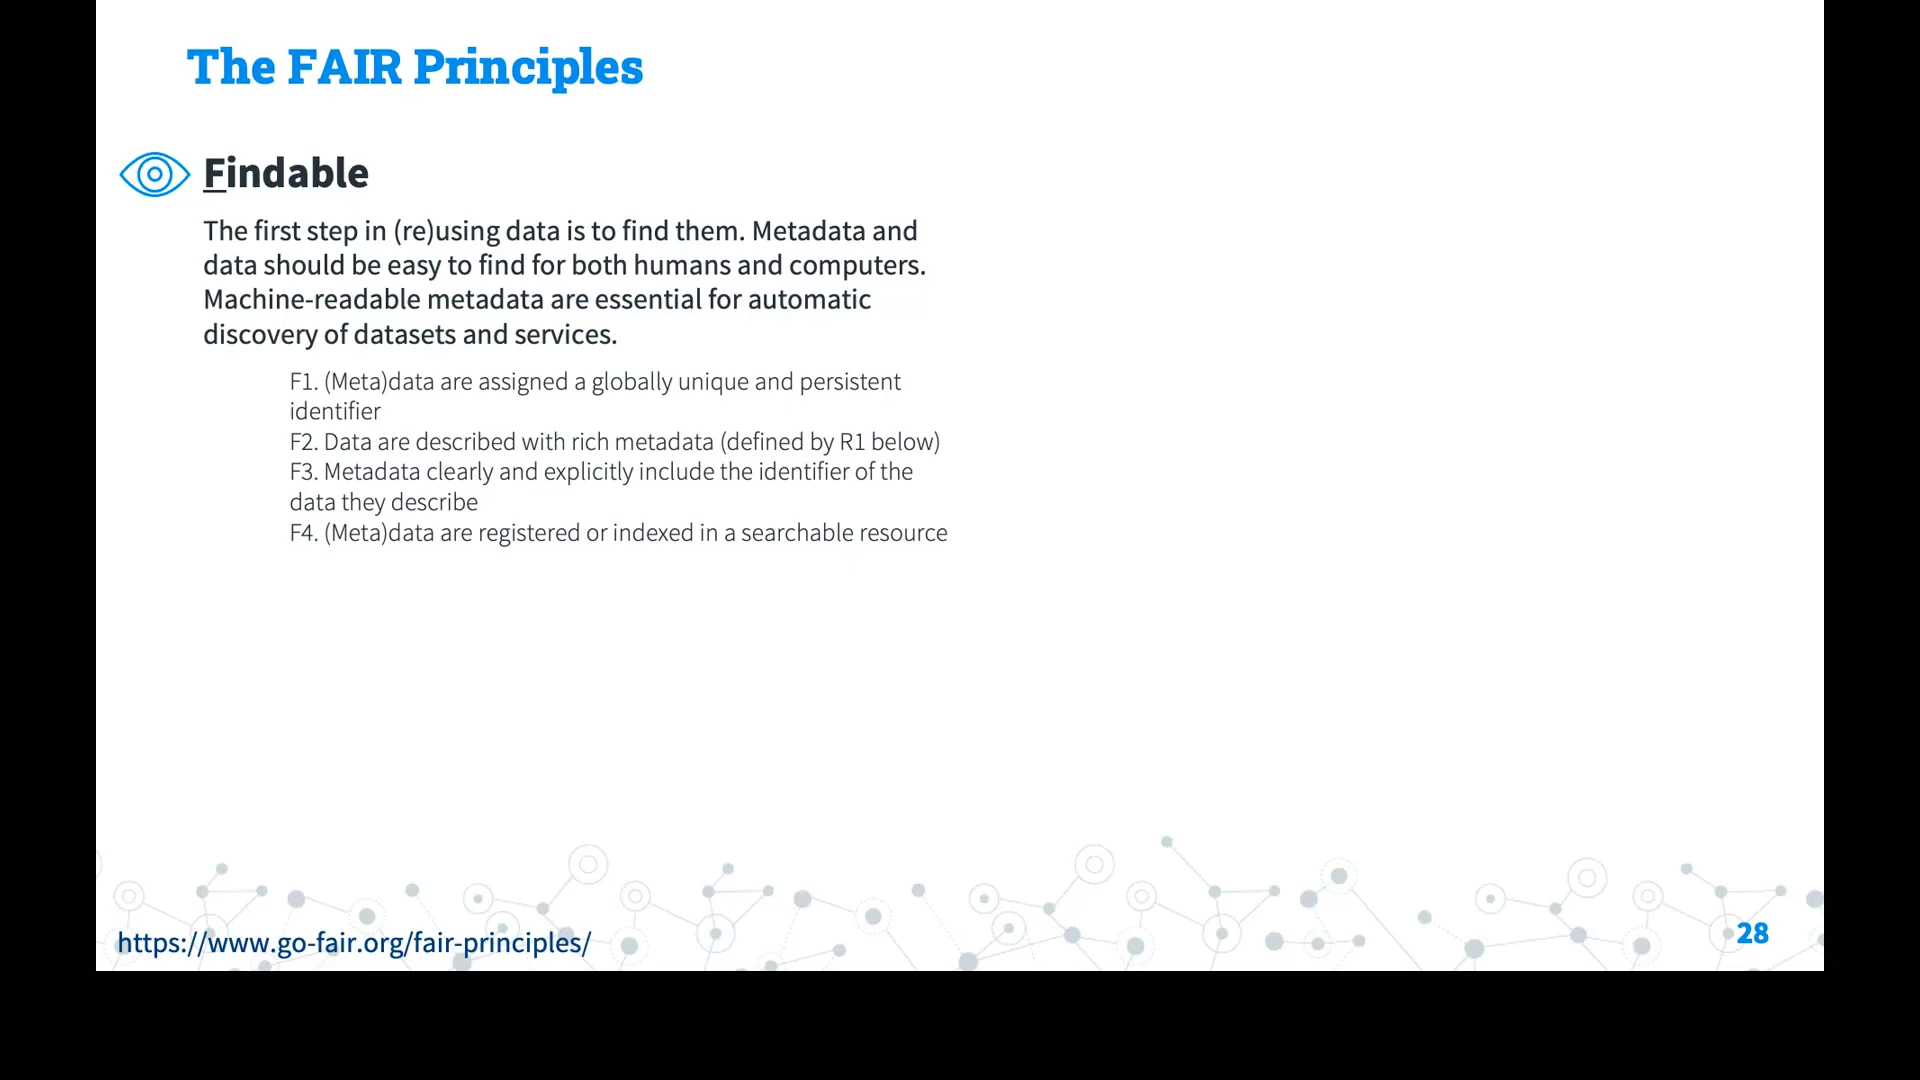 The FAIR Principles
Findable
The first step in (re)using data is to find them. Metadata and
data should be easy to find for both humans and computers.
Machine-readable metadata are essential for automatic
discovery of datasets and services.
F1. (Meta)data are assigned a globally unique and persistent
identifier
F2. Data are described with rich metadata (defined by R1 below)
F3. Metadata clearly and explicitly include the identifier of the
data they describe
F4. (Meta)data are registered or indexed in a searchable resource
https://www.go-fair.org/fair-principles/
28